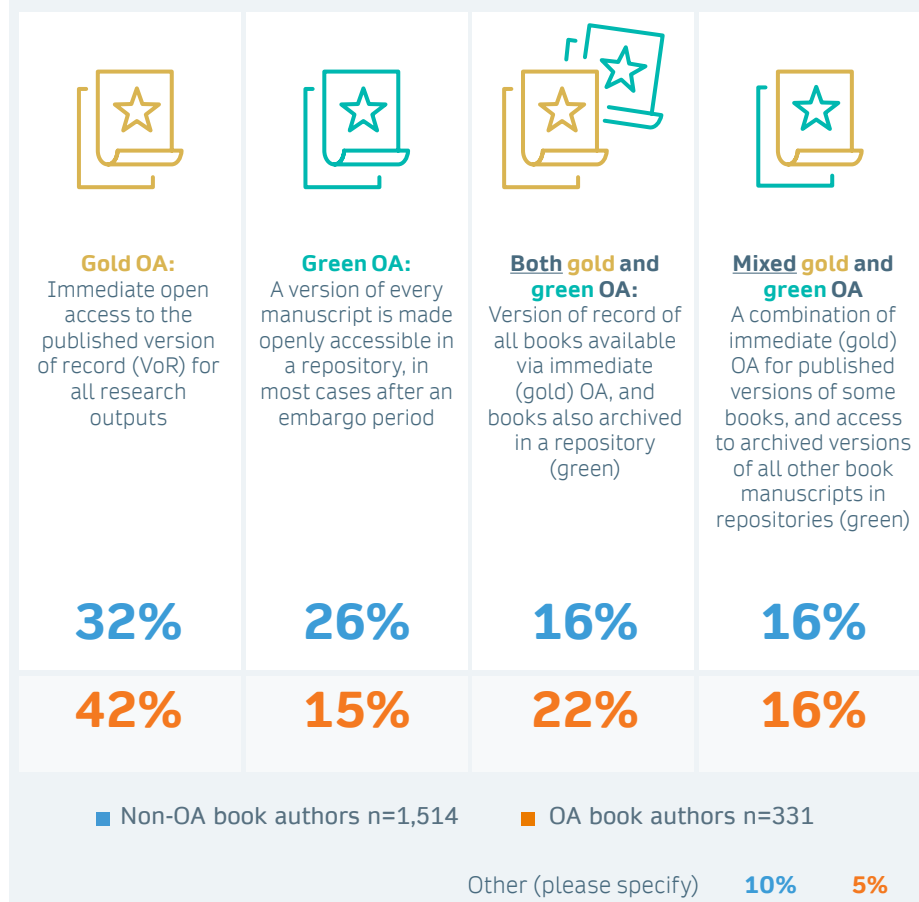 Gold OA:
Immediate open
access to the
published version
of record (VoR) for
all research
outputs
Green OA:
A version of every
manuscript is made
openly accessible in
a repository, in
most cases after an
embargo period
Both gold and
green OA:
Version of record of
all books available
via immediate
(gold) OA, and
books also archived
in a repository
(green)
Mixed gold and
green OA
A combination of
immediate (gold)
OA for published
versions of some
books, and access
to archived versions
of all other book
manuscripts in
repositories (green)
32% 26% 16% 16%
42% 15% 22% 16%
Non-OA book authors n=1,514 OA book authors n=331
Other (please specify) 10% 5%